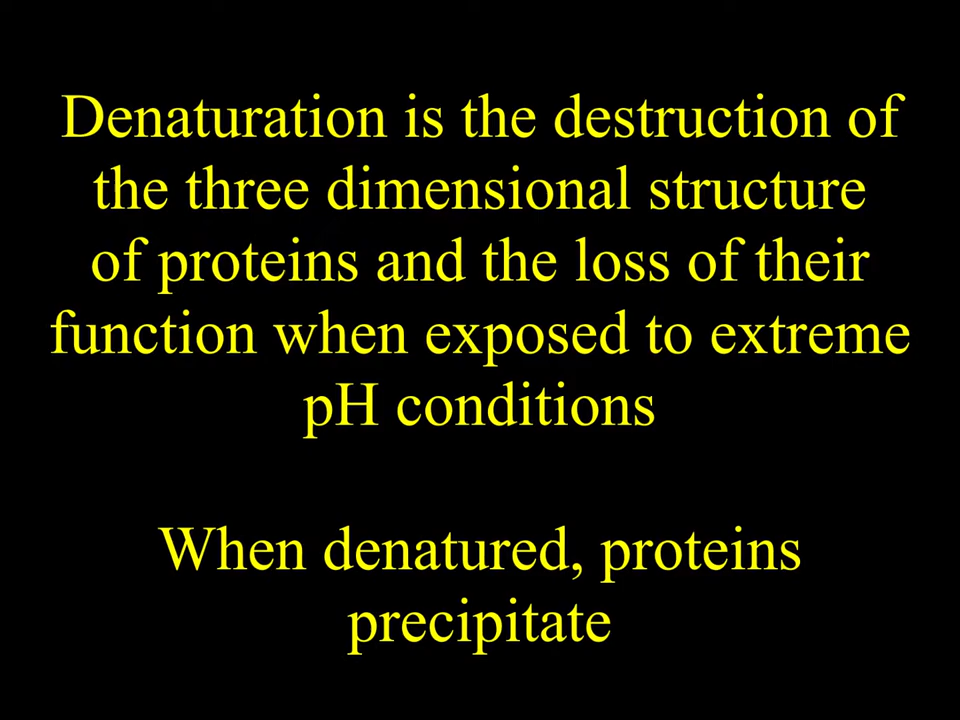 Denaturation is the destruction of
the three dimensional structure
of proteins and the loss of their
function when exposed to extreme
pH conditions
When denatured, proteins
precipitate